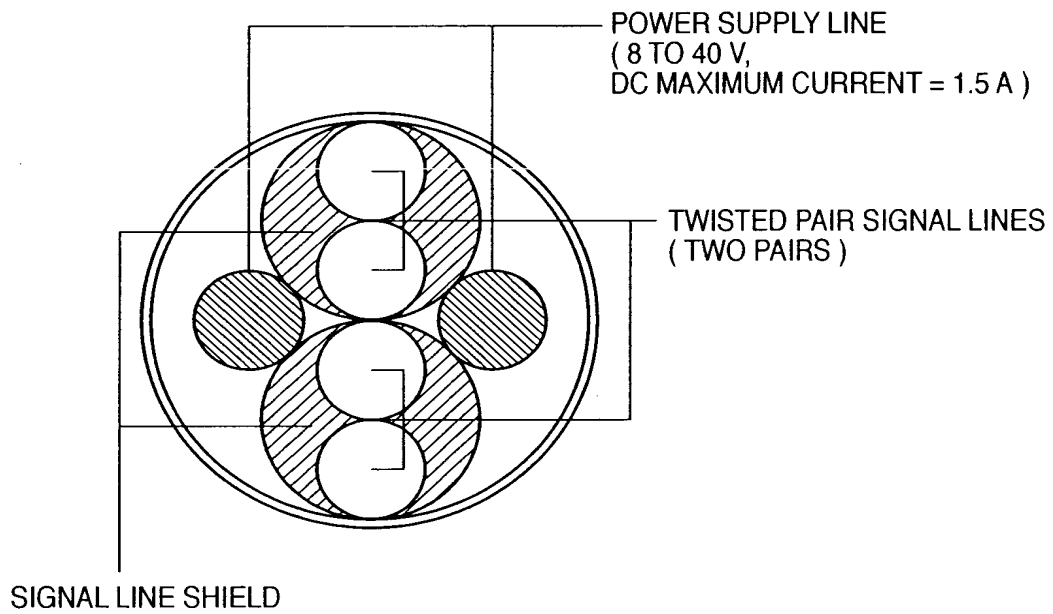 POWER SUPPLY LINE
( 8 TO 40 V,
DC MAXIMUM CURRENT = 1.5 A )
TWISTED PAIR SIGNAL LINES
( TWO PAIRS )
SIGNAL LINE SHIELD